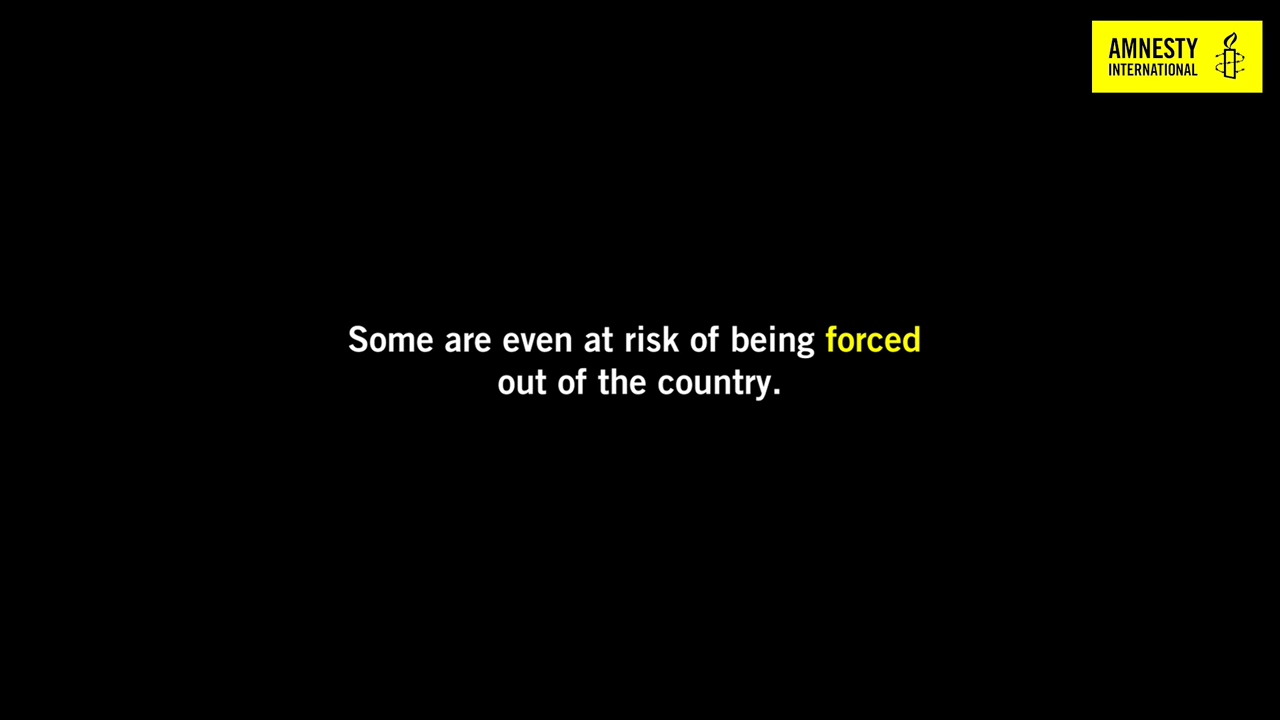 AMNESTY
INTERNATIONAL
Some are even at risk of being forced
out of the country.